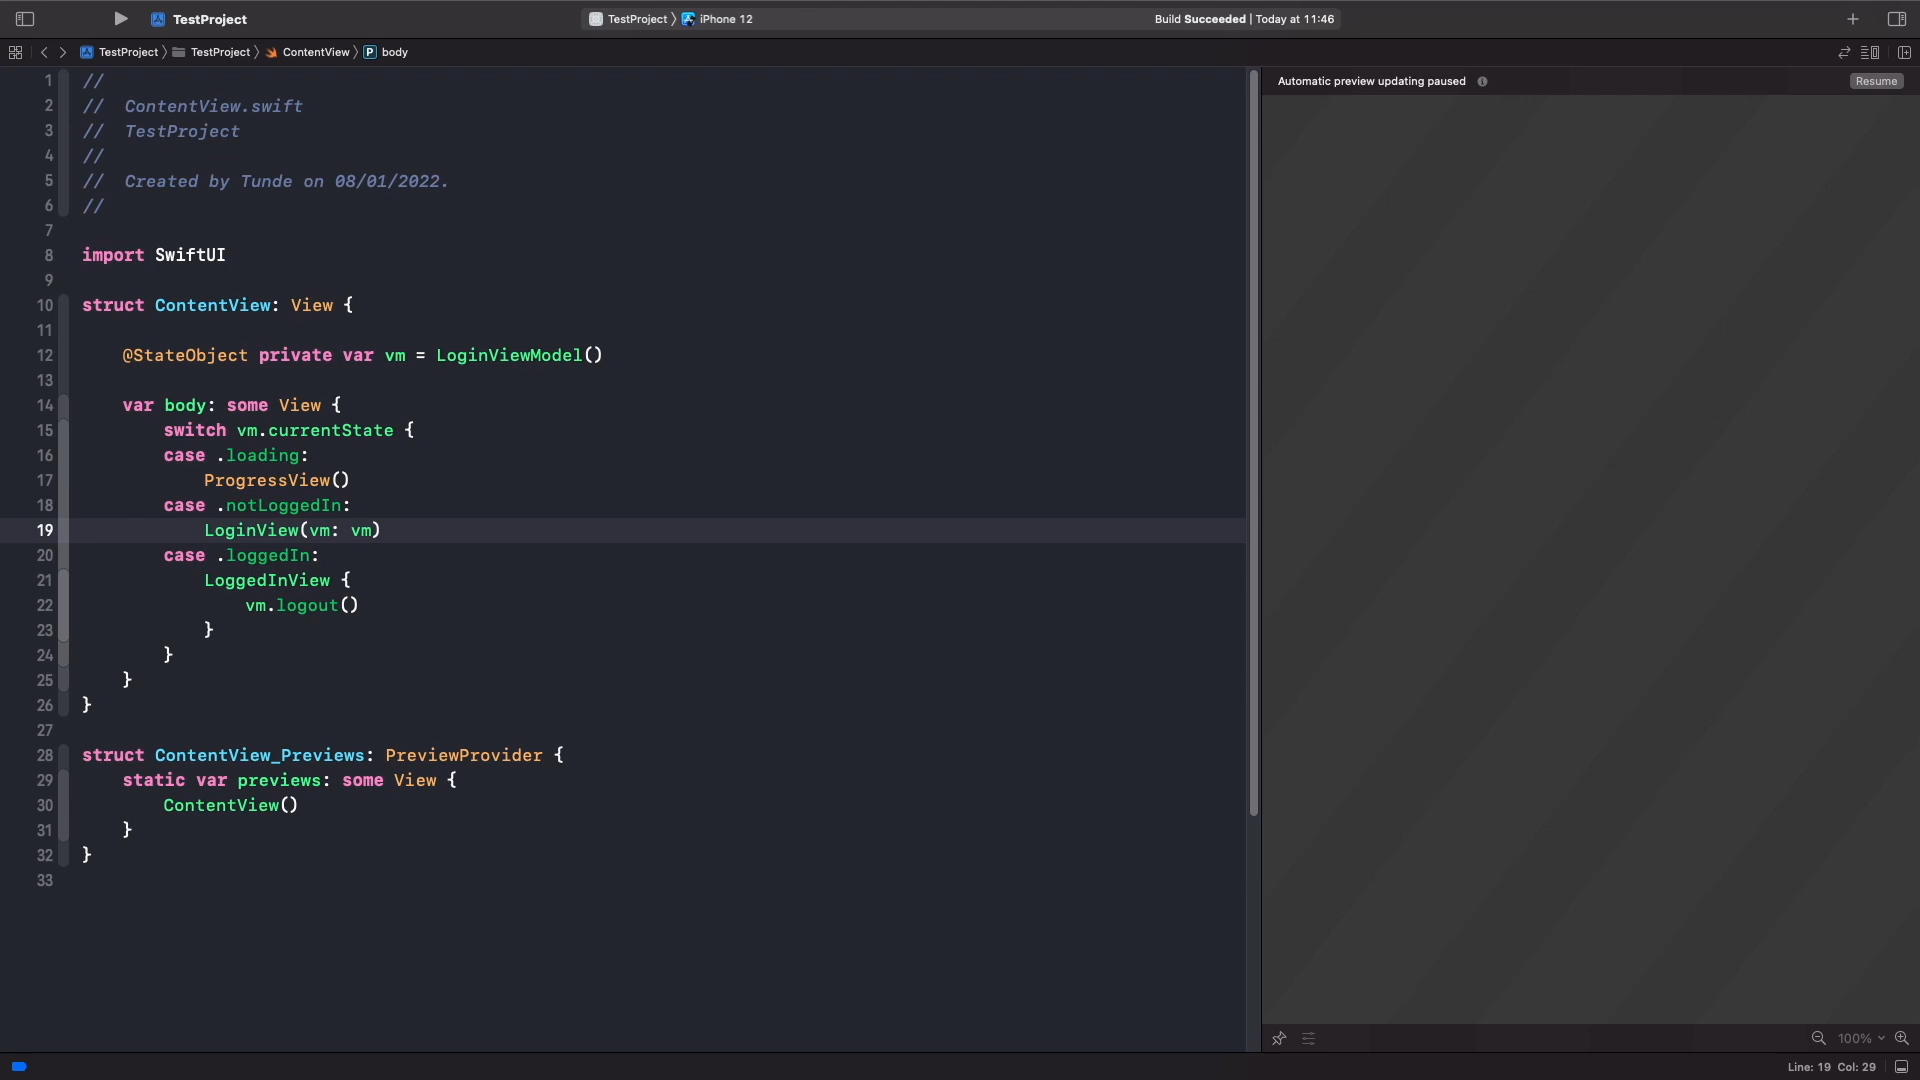 TestProject
TestProject 〉 iPhone 12
Build Succeeded | Today at 11:46
TestProject 〉 TestProject 〉 ContentView 〉 P body
1 //
2 //  ContentView.swift
3 //  TestProject
4 //
5 //  Created by Tunde on 08/01/2022.
6 //
7
8 import SwiftUI
9
10 struct ContentView: View {
11
12     @StateObject private var vm = LoginViewModel()
13
14     var body: some View {
15         switch vm.currentState {
16         case .loading:
17             ProgressView()
18         case .notLoggedIn:
19             LoginView(vm: vm)
20         case .loggedIn:
21             LoggedInView {
22                 vm.logout()
23             }
24         }
25     }
26 }
27
28 struct ContentView_Previews: PreviewProvider {
29     static var previews: some View {
30         ContentView()
31     }
32 }
33
Automatic preview updating paused
Resume
100%
Line: 19 Col: 29